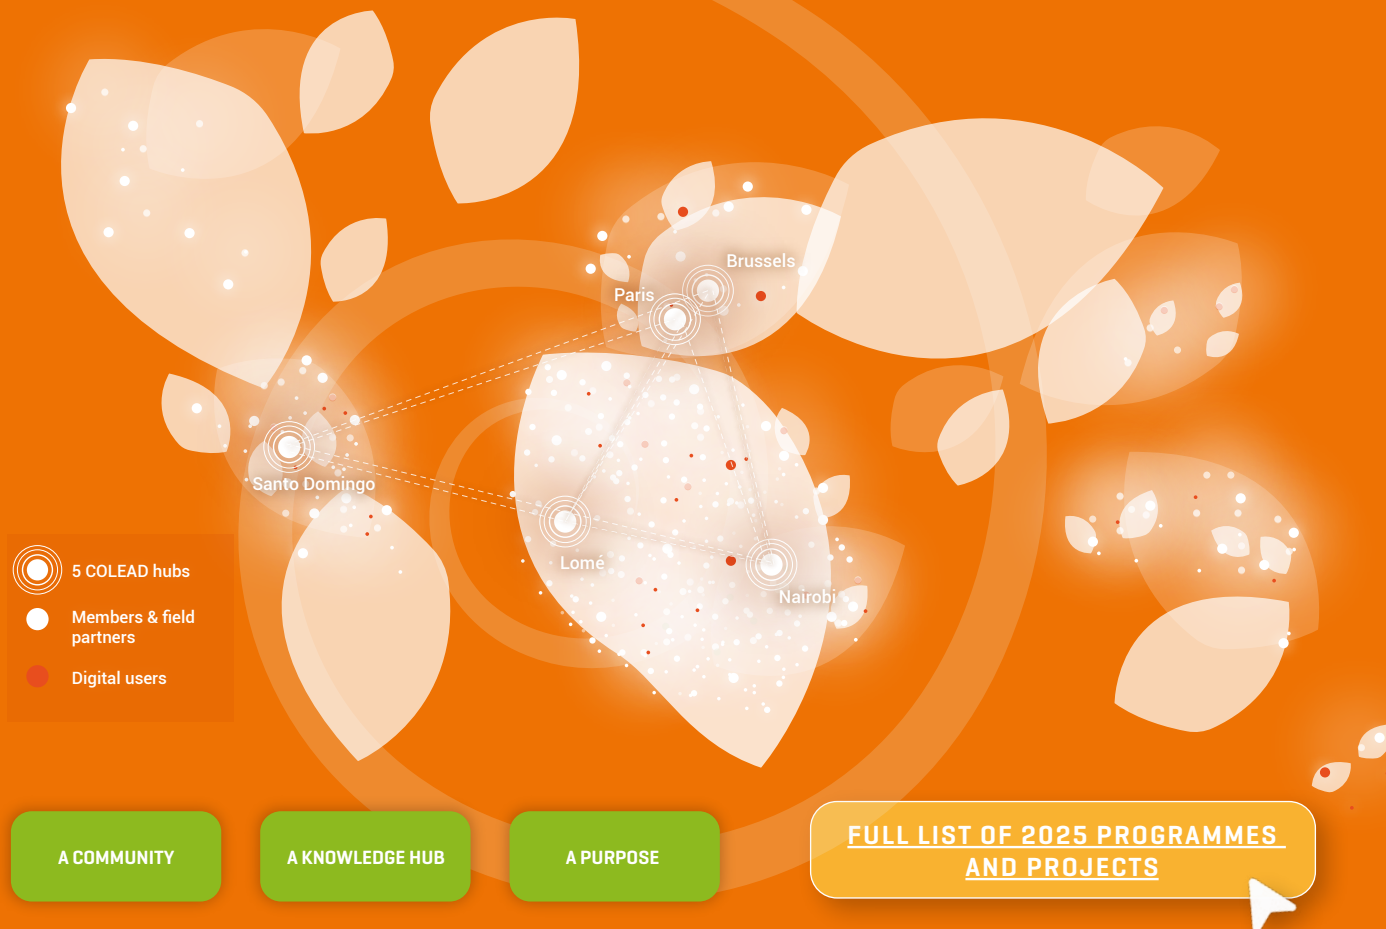 Brussels
Paris
Santo Domingo
Lomé
Nairobi
5 COLEAD hubs
Members & field
partners
Digital users
A COMMUNITY
A KNOWLEDGE HUB
A PURPOSE
FULL LIST OF 2025 PROGRAMMES
AND PROJECTS